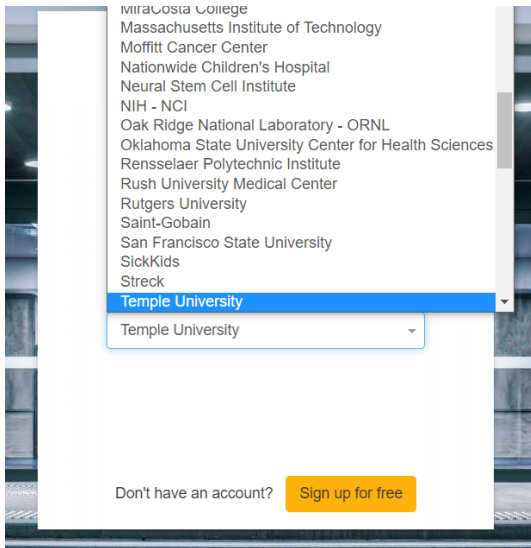 MiraCosta College
Massachusetts Institute of Technology
Moffitt Cancer Center
Nationwide Children's Hospital
Neural Stem Cell Institute
NIH - NCI
Oak Ridge National Laboratory - ORNL
Oklahoma State University Center for Health Sciences
Rensselaer Polytechnic Institute
Rush University Medical Center
Rutgers University
Saint-Gobain
San Francisco State University
SickKids
Streck
Temple University
Temple University
Don't have an account? Sign up for free